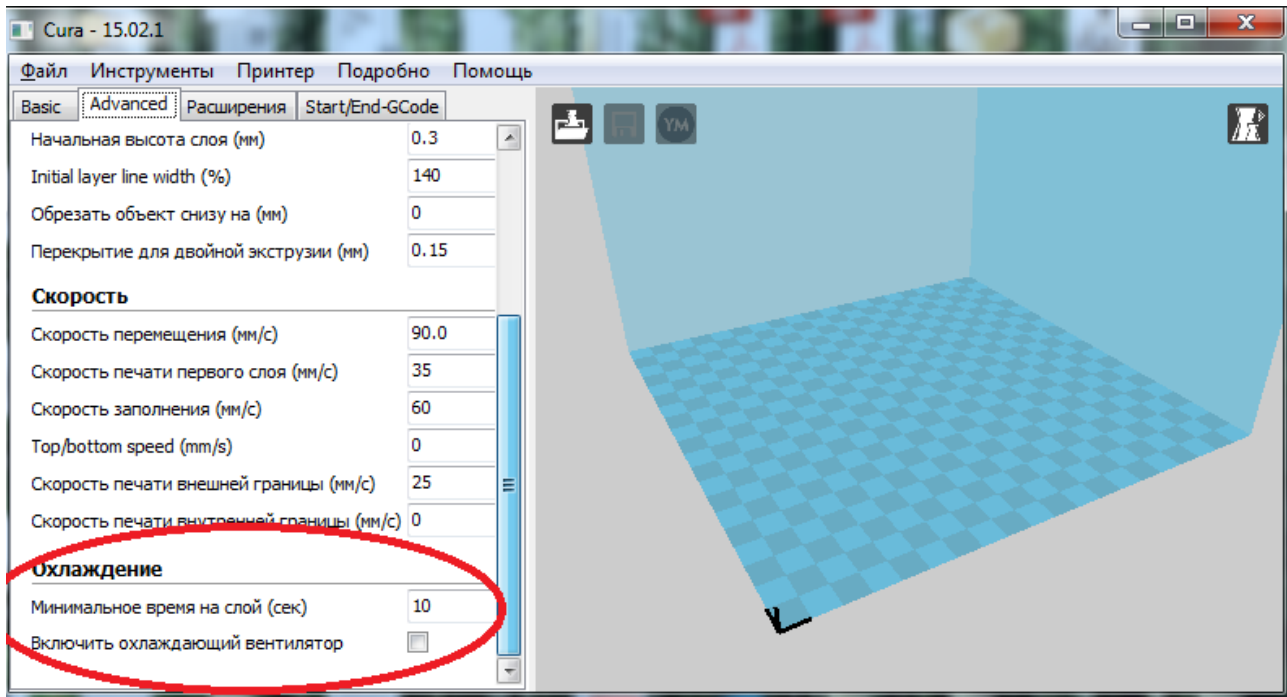 Cura - 15.02.1
Файл Инструменты Принтер Подробно Помощь
Basic Advanced Расширения Start/End-GCode
Начальная высота слоя (мм) 0.3
Initial layer line width (%) 140
Обрезать объект снизу на (мм) 0
Перекрытие для двойной экструзии (мм) 0.15
Скорость
Скорость перемещения (мм/с) 90.0
Скорость печати первого слоя (мм/с) 35
Скорость заполнения (мм/с) 60
Top/bottom speed (mm/s) 0
Скорость печати внешней границы (мм/с) 25
Скорость печати внутренней границы (мм/с) 0
Охлаждение
Минимальное время на слой (сек) 10
Включить охлаждающий вентилятор
YM